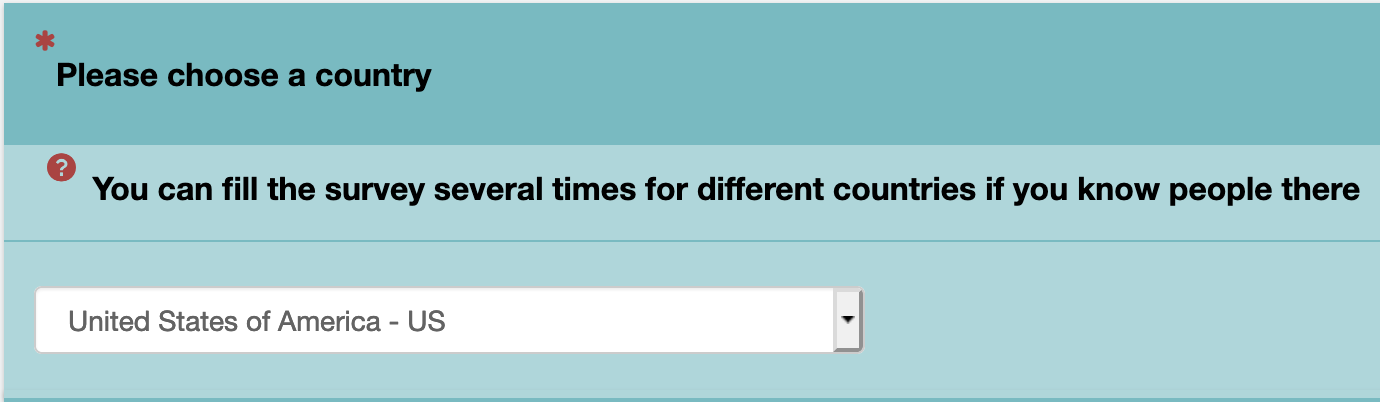 Please choose a country
You can fill the survey several times for different countries if you know people there
United States of America - US